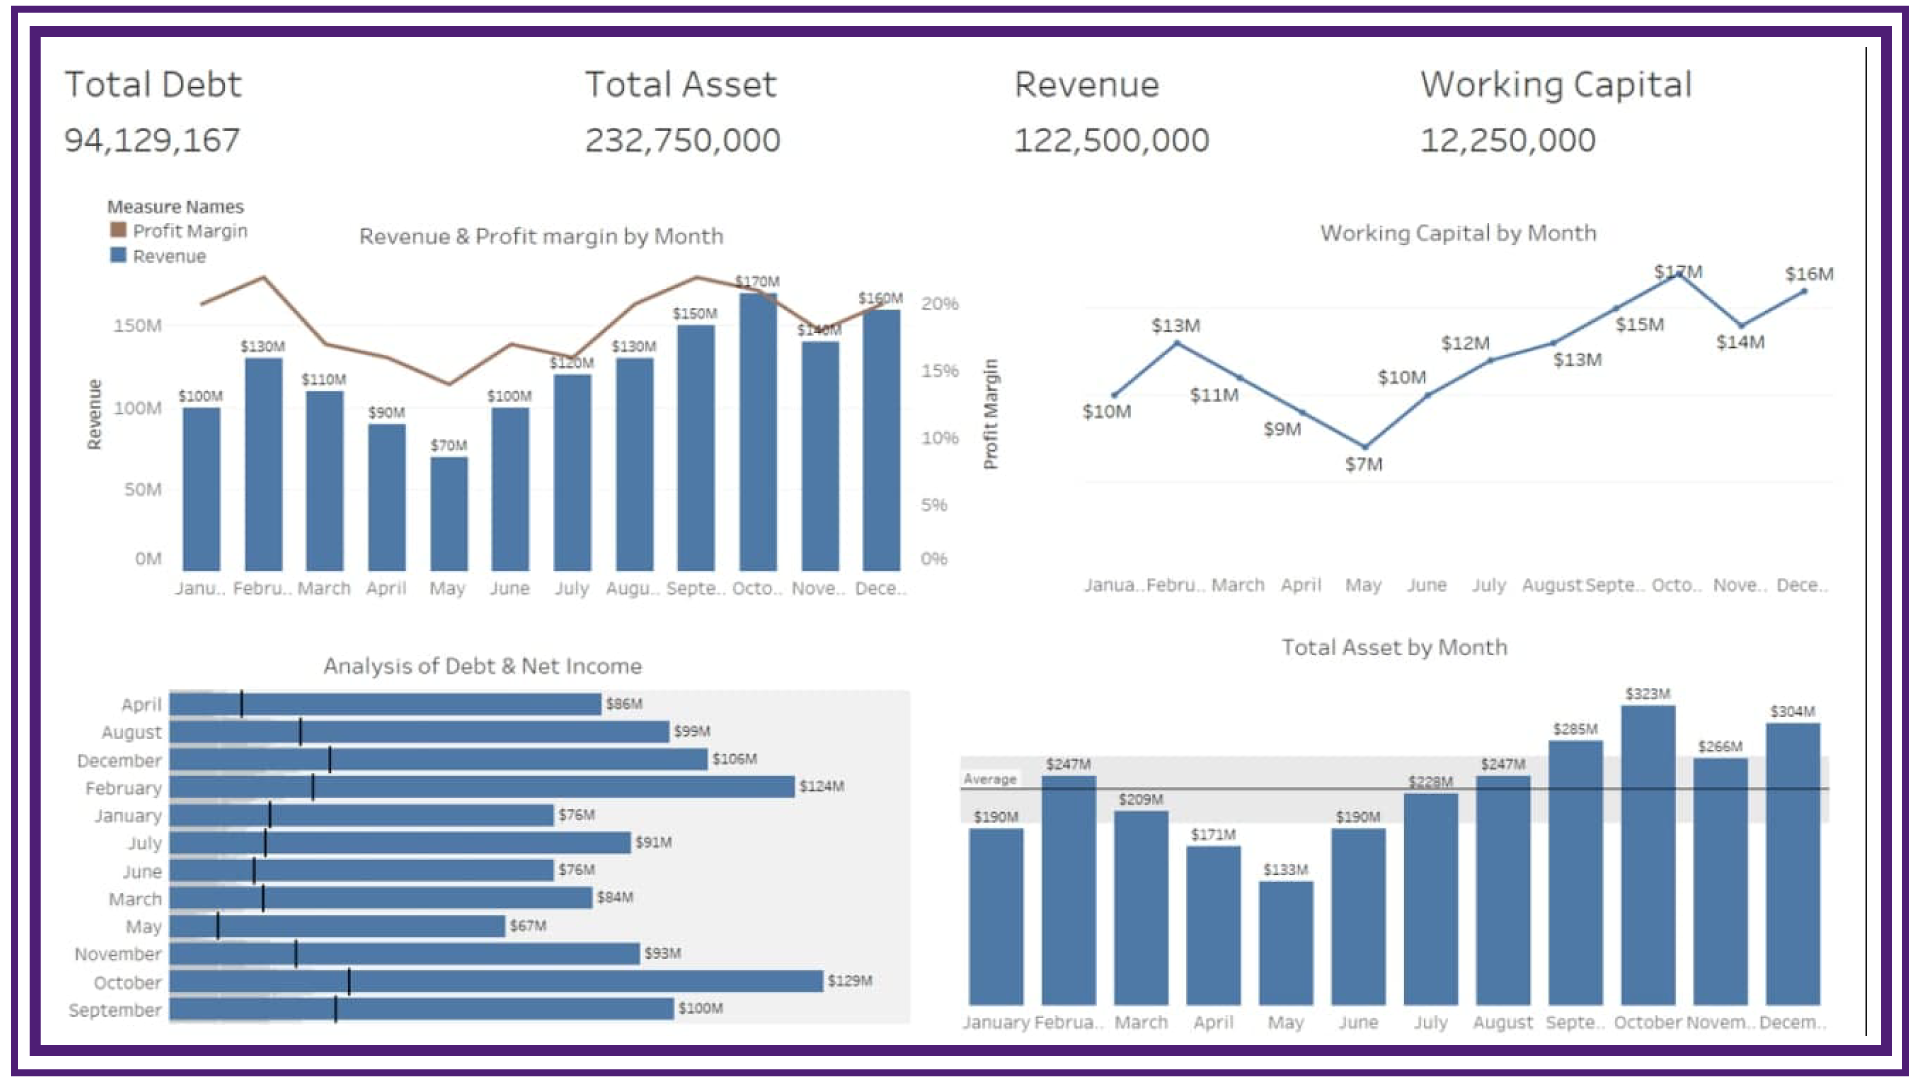 Total Debt
94,129,167
Total Asset
232,750,000
Revenue
122,500,000
Working Capital
12,250,000
Measure Names
Profit Margin
Revenue
Revenue & Profit margin by Month
Revenue
150M
100M
50M
0M
$100M
$130M
$110M
$90M
$70M
$100M
$120M
$130M
$150M
$170M
$140M
$160M
20%
15%
10%
5%
0%
Profit Margin
Janu.. Febru.. March April May June July Augu.. Septe.. Octo.. Nove.. Dece..
Working Capital by Month
$10M
$13M
$11M
$9M
$7M
$10M
$12M
$13M
$15M
$17M
$14M
$16M
Janua.. Febru.. March April May June July August Septe.. Octo.. Nove.. Dece..
Analysis of Debt & Net Income
April $86M
August $99M
December $106M
February $124M
January $76M
July $91M
June $76M
March $84M
May $67M
November $93M
October $129M
September $100M
Total Asset by Month
Average
$190M
$247M
$209M
$171M
$133M
$190M
$228M
$247M
$285M
$323M
$266M
$304M
January Februa.. March April May June July August Septe.. October Novem.. Decem..